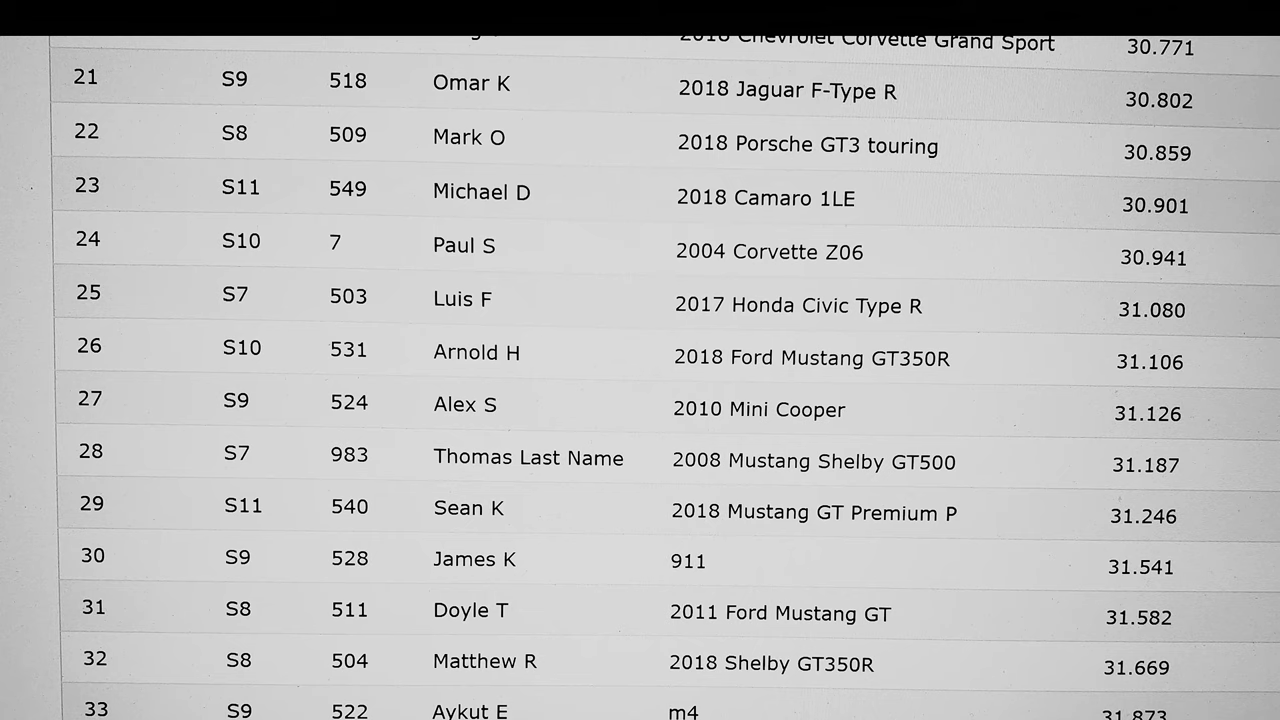 2018 Chevrolet Corvette Grand Sport 30.771
21 S9 518 Omar K 2018 Jaguar F-Type R 30.802
22 S8 509 Mark O 2018 Porsche GT3 touring 30.859
23 S11 549 Michael D 2018 Camaro 1LE 30.901
24 S10 7 Paul S 2004 Corvette Z06 30.941
25 S7 503 Luis F 2017 Honda Civic Type R 31.080
26 S10 531 Arnold H 2018 Ford Mustang GT350R 31.106
27 S9 524 Alex S 2010 Mini Cooper 31.126
28 S7 983 Thomas Last Name 2008 Mustang Shelby GT500 31.187
29 S11 540 Sean K 2018 Mustang GT Premium P 31.246
30 S9 528 James K 911 31.541
31 S8 511 Doyle T 2011 Ford Mustang GT 31.582
32 S8 504 Matthew R 2018 Shelby GT350R 31.669
33 S9 522 Aykut E m4 31.873